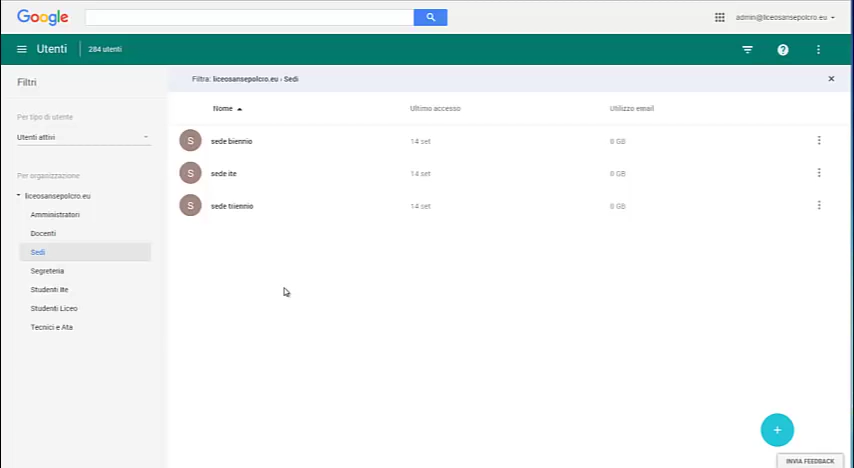 Google
admin@liceosansepolcro.eu
Utenti
284 utenti
Filtri
Filtra: liceosansepolcro.eu › Sedi
Per tipo di utente
Utenti attivi
Per organizzazione
liceosansepolcro.eu
Amministratori
Docenti
Sedi
Segreteria
Studenti Ite
Studenti Liceo
Tecnici e Ata
Nome Ultimo accesso Utilizzo email
S sede biennio 14 set 0 GB
S sede ite 14 set 0 GB
S sede triennio 14 set 0 GB
INVIA FEEDBACK